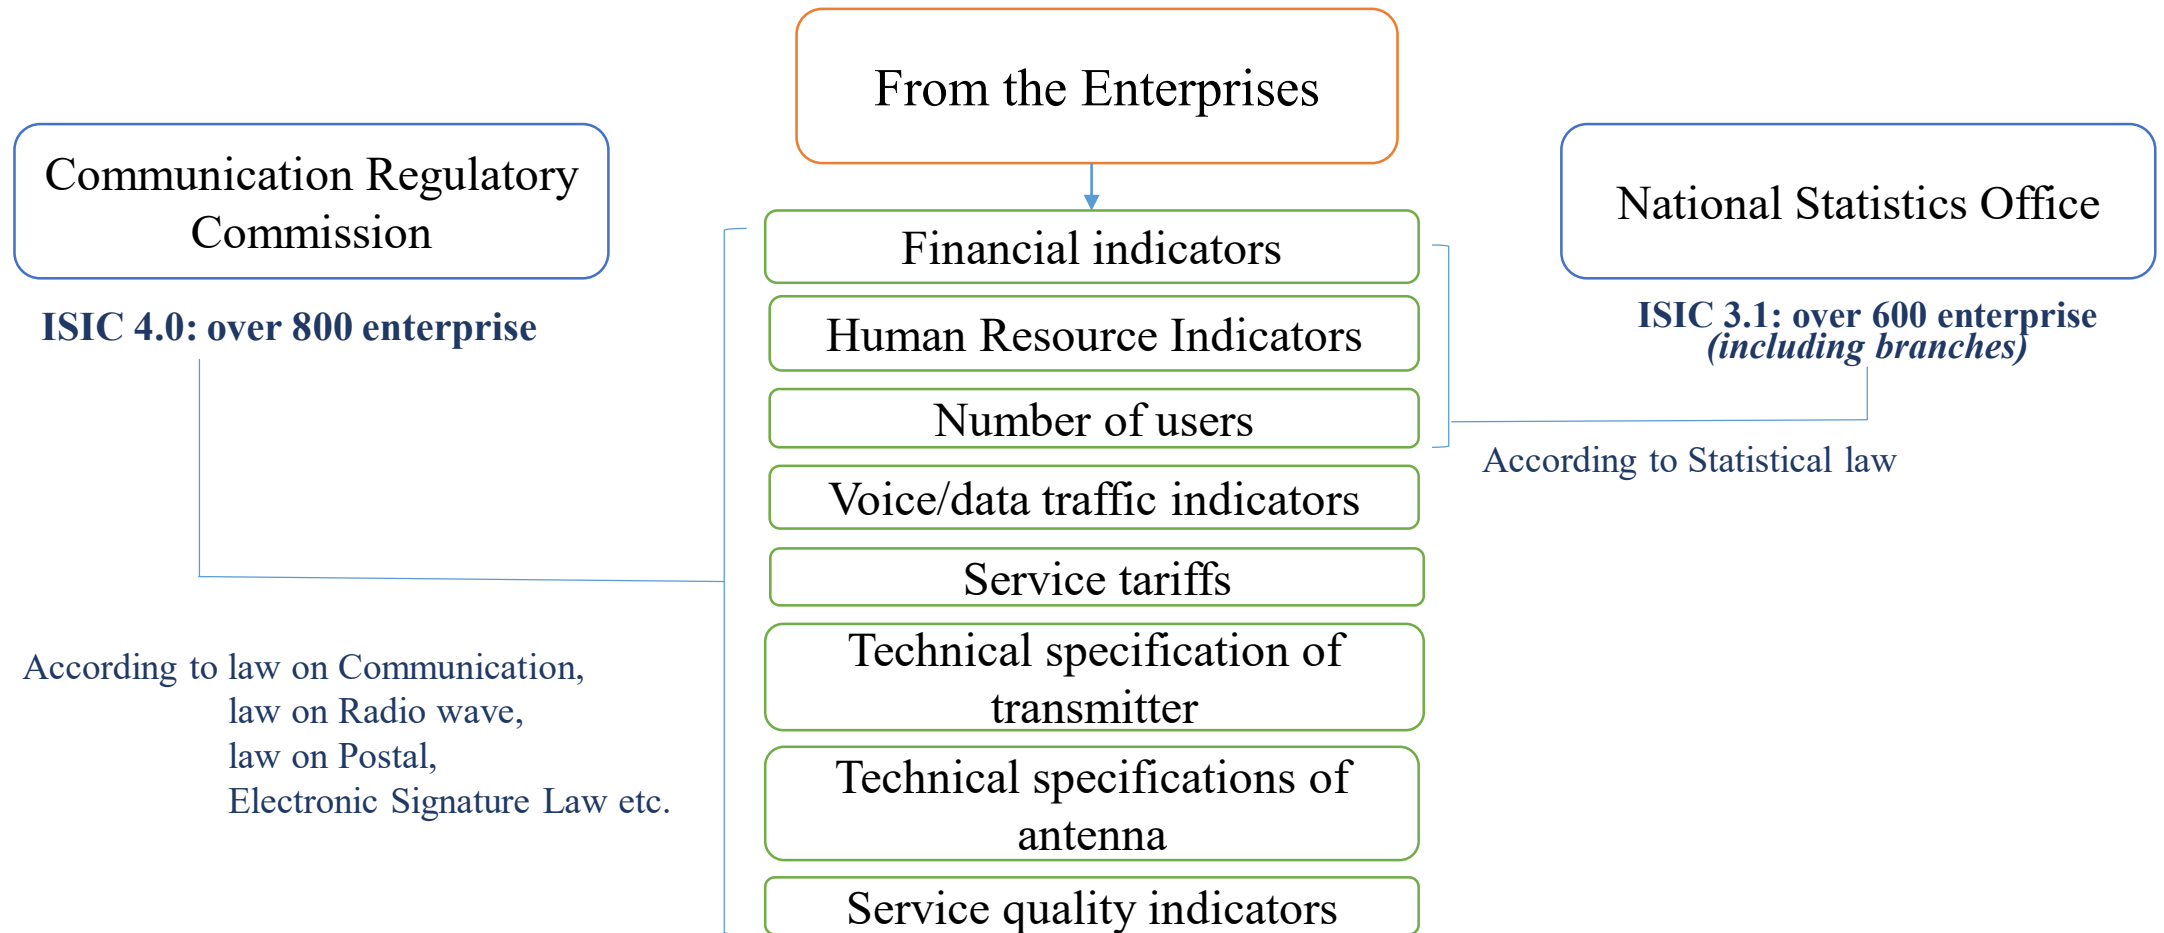 From the Enterprises
Communication Regulatory
Commission
ISIC 4.0: over 800 enterprise
According to law on Communication,
law on Radio wave,
law on Postal,
Electronic Signature Law etc.
Financial indicators
Human Resource Indicators
Number of users
Voice/data traffic indicators
Service tariffs
Technical specification of
transmitter
Technical specifications of
antenna
Service quality indicators
National Statistics Office
ISIC 3.1: over 600 enterprise
(including branches)
According to Statistical law